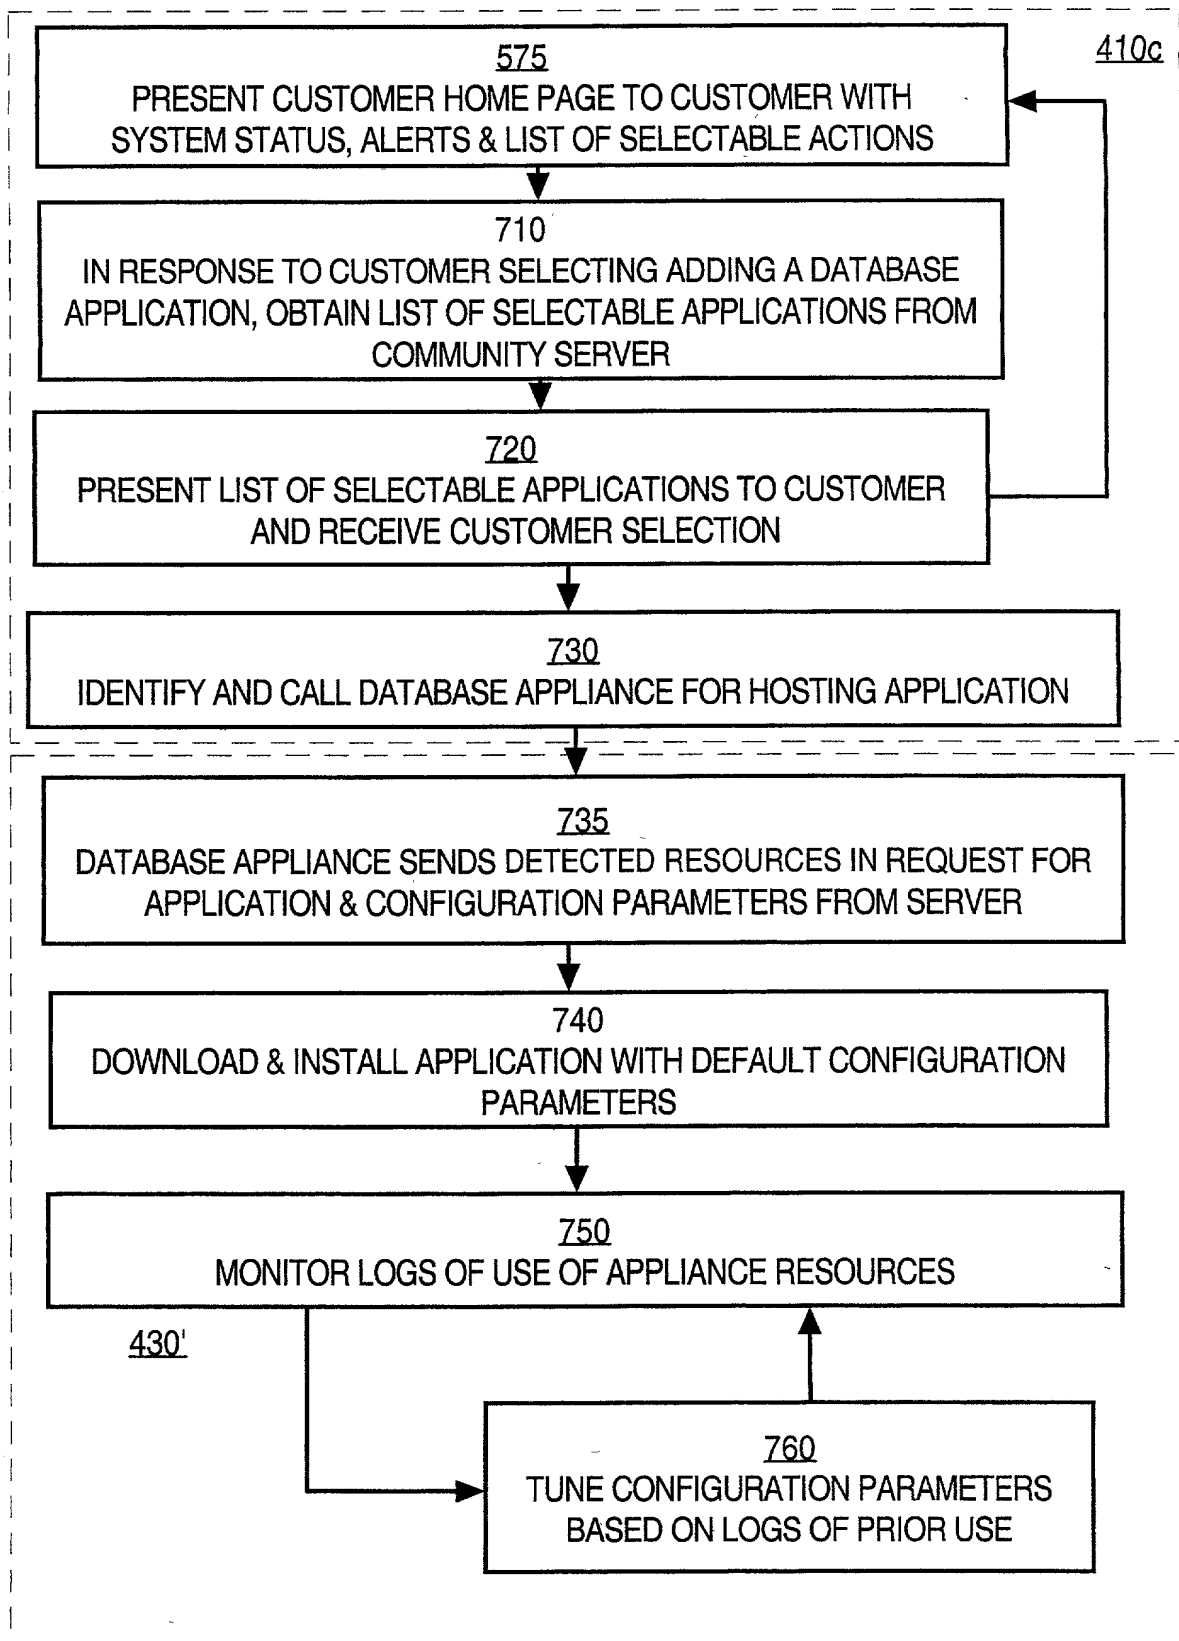 410c
575
PRESENT CUSTOMER HOME PAGE TO CUSTOMER WITH
SYSTEM STATUS, ALERTS & LIST OF SELECTABLE ACTIONS
710
IN RESPONSE TO CUSTOMER SELECTING ADDING A DATABASE
APPLICATION, OBTAIN LIST OF SELECTABLE APPLICATIONS FROM
COMMUNITY SERVER
720
PRESENT LIST OF SELECTABLE APPLICATIONS TO CUSTOMER
AND RECEIVE CUSTOMER SELECTION
730
IDENTIFY AND CALL DATABASE APPLIANCE FOR HOSTING APPLICATION
735
DATABASE APPLIANCE SENDS DETECTED RESOURCES IN REQUEST FOR
APPLICATION & CONFIGURATION PARAMETERS FROM SERVER
740
DOWNLOAD & INSTALL APPLICATION WITH DEFAULT CONFIGURATION
PARAMETERS
750
MONITOR LOGS OF USE OF APPLIANCE RESOURCES
430'
760
TUNE CONFIGURATION PARAMETERS
BASED ON LOGS OF PRIOR USE